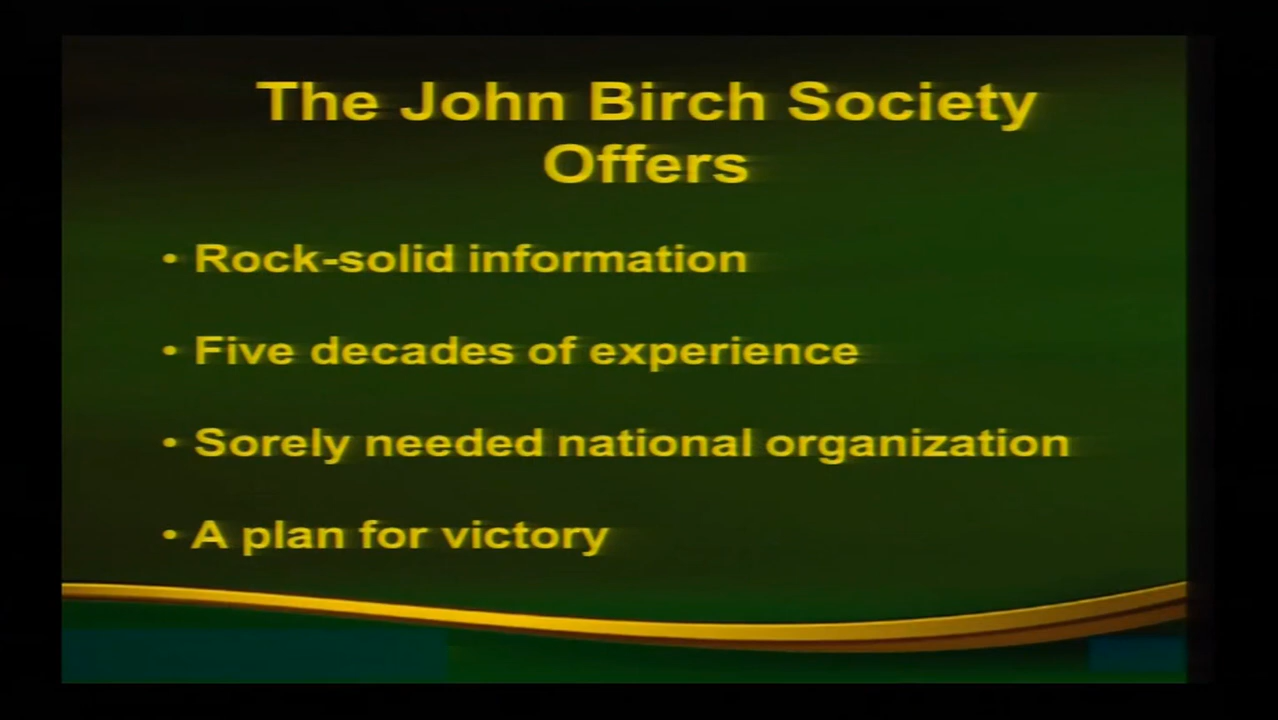 The John Birch Society
Offers
• Rock-solid information
• Five decades of experience
• Sorely needed national organization
• A plan for victory